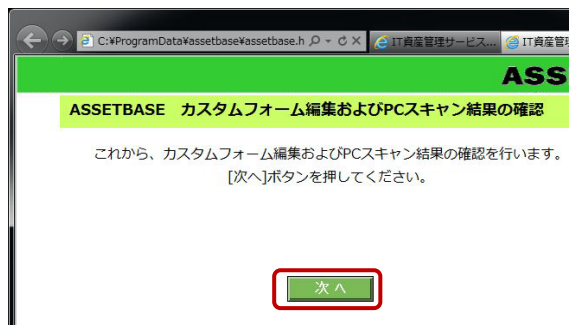 C:¥ProgramData¥assetbase¥assetbase.h
IT資産管理サービス...
IT資産管理
ASS
ASSETBASE カスタムフォーム編集およびPCスキャン結果の確認
これから、カスタムフォーム編集およびPCスキャン結果の確認を行います。
[次へ]ボタンを押してください。
次 へ